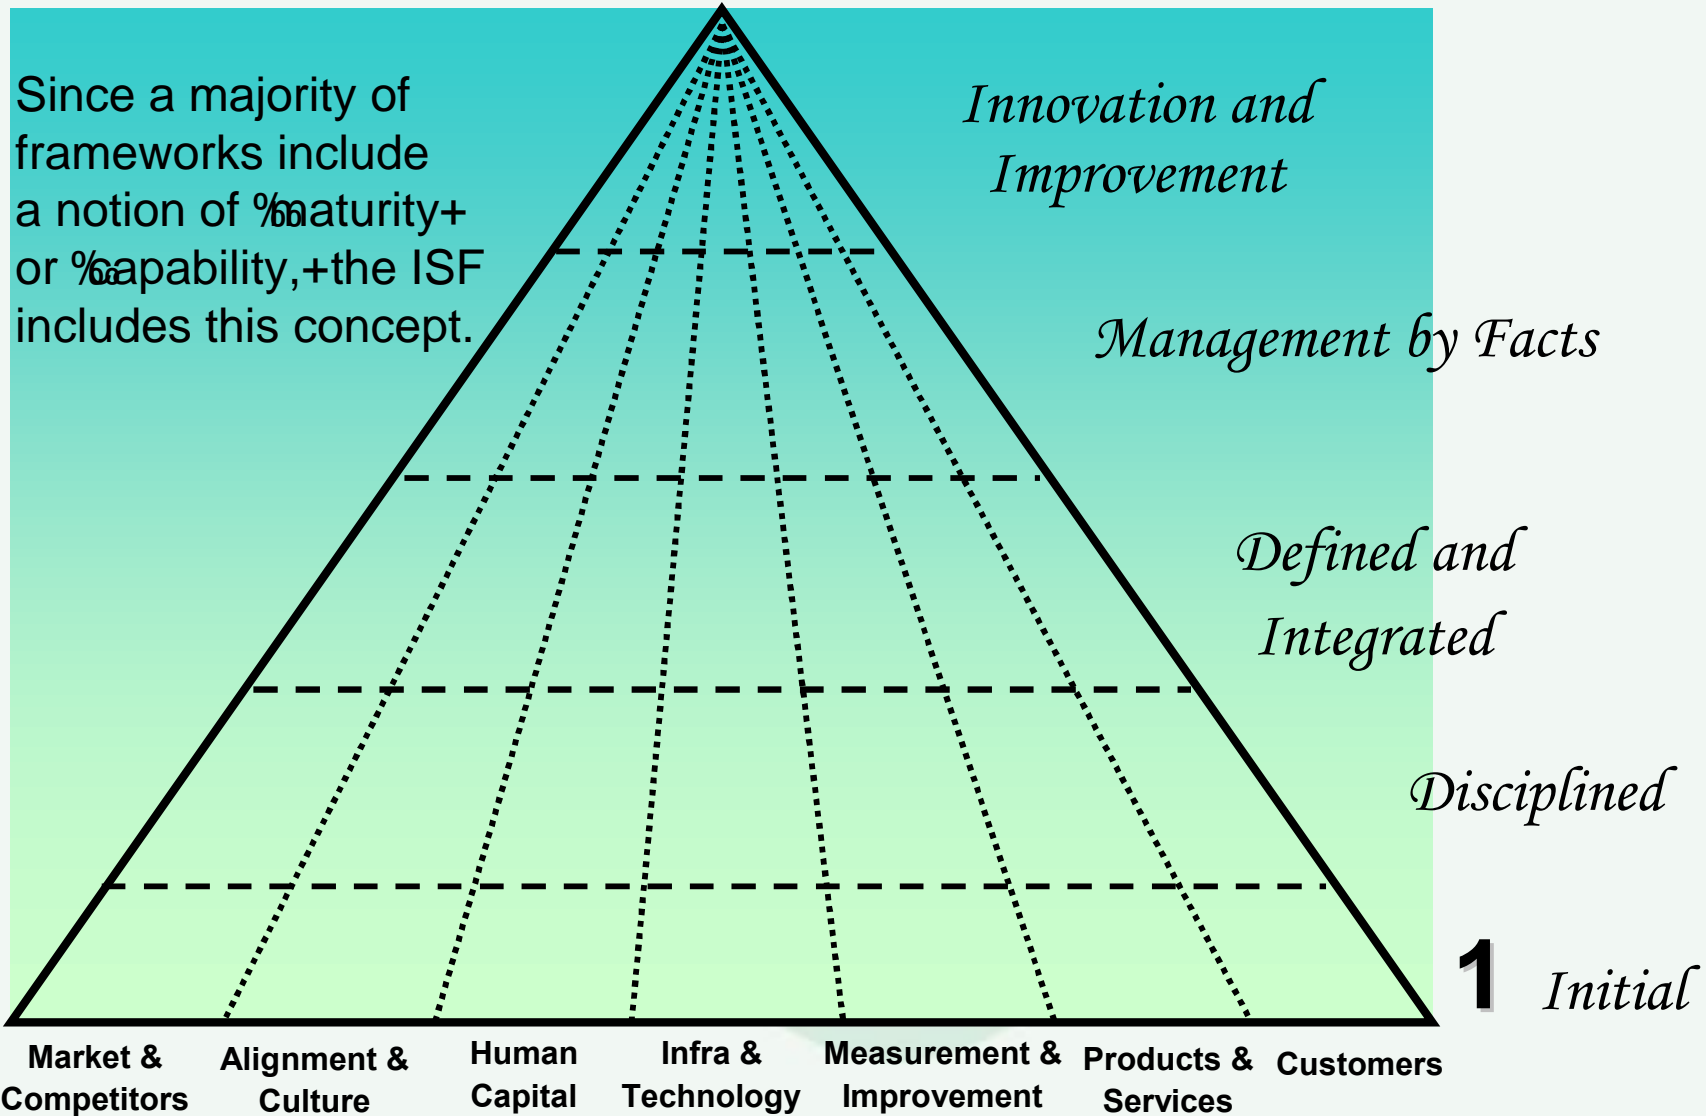 Since a majority of
frameworks include
a notion of ‰maturity+
or ‰capability,+the ISF
includes this concept.
Innovation and
Improvement
Management by Facts
Defined and
Integrated
Disciplined
1 Initial
Market &
Competitors
Alignment &
Culture
Human
Capital
Infra &
Technology
Measurement &
Improvement
Products &
Services
Customers